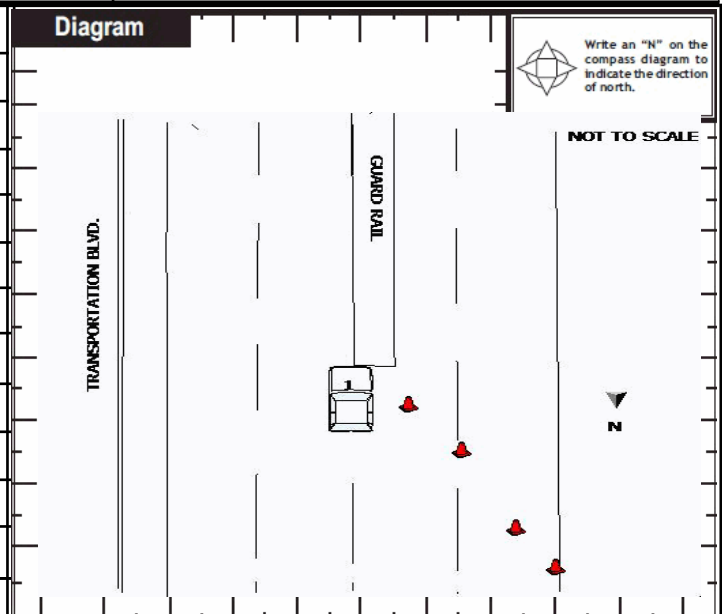 Diagram
Write an "N" on the
compass diagram to
indicate the direction
of north.
NOT TO SCALE
GUARD RAIL
TRANSPORTATION BLVD.
1
N